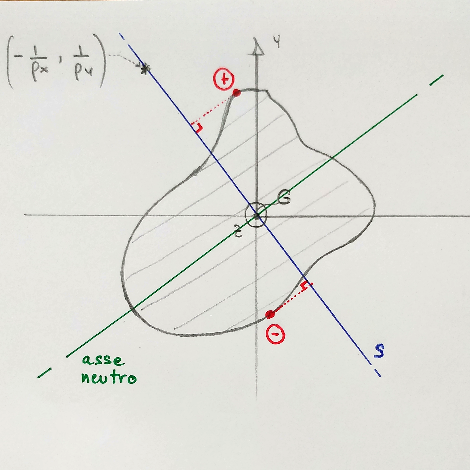 (-1/ρx , 1/ρy)
y
+
G
z
-
s
asse
neutro